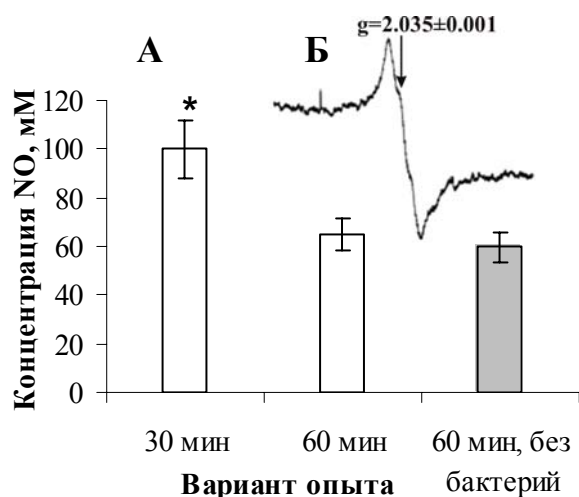 g=2.035±0.001
А
Б
*
Концентрация NO, мМ
120
100
80
60
40
20
0
30 мин
60 мин
60 мин, без
бактерий
Вариант опыта